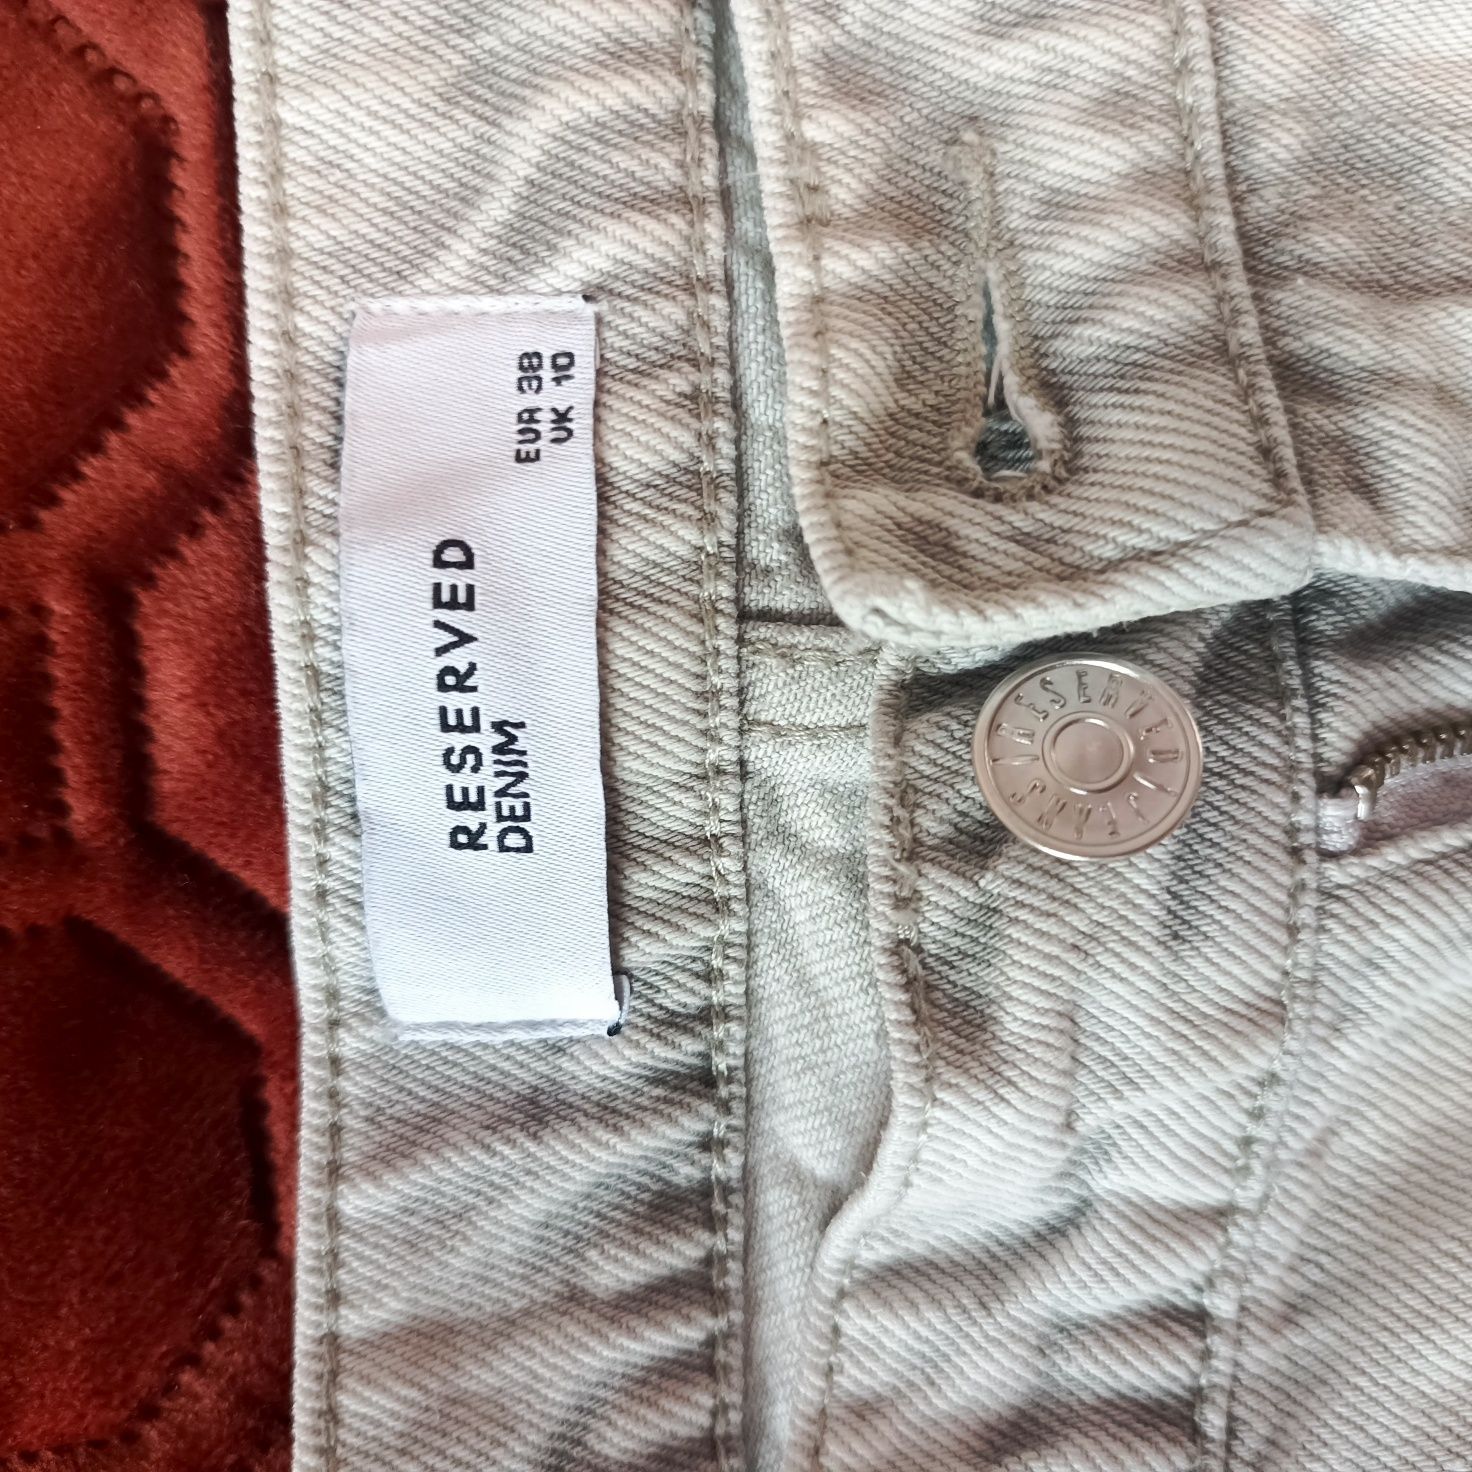 RESERVED
DENIM
EUR 38
UK 10
RESERVED
JEANS